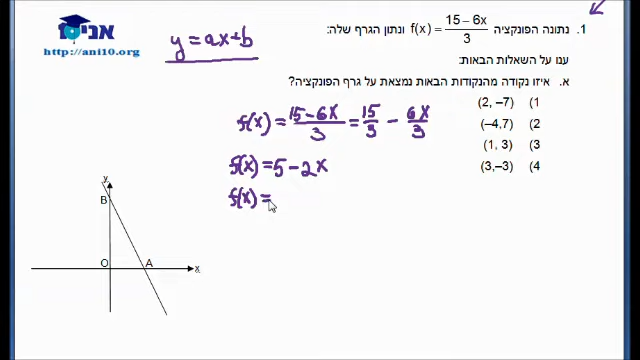 אניסט
http://ani10.org
y = ax+b
1. נתונה הפונקציה f(x) = (15 – 6x)/3 ונתון הגרף שלה:
ענו על השאלות הבאות:
א. איזו נקודה מהנקודות הבאות נמצאת על גרף הפונקציה?
(1 (2, –7)
(2 (–4,7)
(3 (1, 3)
(4 (3,–3)
f(x) = (15–6x)/3 = 15/3 – 6x/3
f(x) = 5 – 2x
f(x) =
y
B
O
A
x